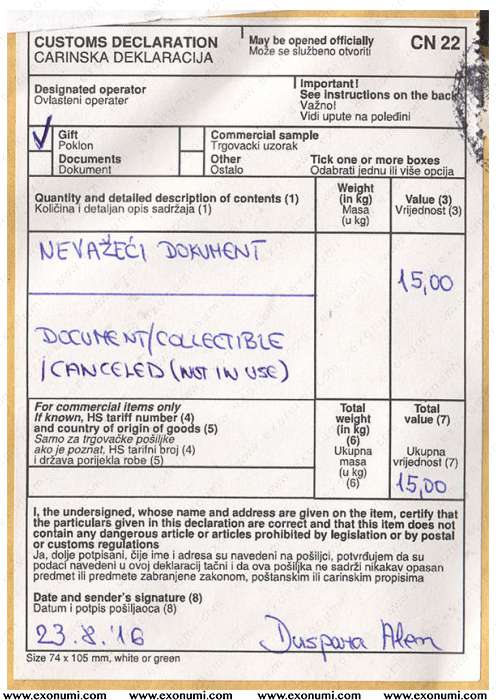 CUSTOMS DECLARATION
CARINSKA DEKLARACIJA
May be opened officially
Može se službeno otvoriti
CN 22
Designated operator
Ovlašteni operater
Important!
See instructions on the back
Važno!
Vidi upute na poleđini
Gift
Poklon
Commercial sample
Trgovacki uzorak
Documents
Dokument
Other
Ostalo
Tick one or more boxes
Odabrati jednu ili više opcija
Quantity and detailed description of contents (1)
Količina i detaljan opis sadržaja (1)
Weight
(in kg)
Masa
(u kg)
Value (3)
Vrijednost (3)
NEVAŽEĆI DOKUMENT
15,00
DOCUMENT/COLLECTIBLE
/CANCELED (NOT IN USE)
For commercial items only
If known, HS tariff number (4)
and country of origin of goods (5)
Samo za trgovačke pošiljke
ako je poznat, HS tarifni broj (4)
i država porijekla robe (5)
Total
weight
(in kg)
(6)
Ukupna
masa
(u kg)
(6)
Total
value (7)
Ukupna
vrijednost (7)
15,00
I, the undersigned, whose name and address are given on the item, certify that
the particulars given in this declaration are correct and that this item does not
contain any dangerous article or articles prohibited by legislation or by postal
or customs regulations
Ja, dolje potpisani, čije ime i adresa su navedeni na pošiljci, potvrđujem da su
podaci navedeni u ovoj deklaraciji tačni i da ova pošiljka ne sadrži nikakav opasan
predmet ili predmete zabranjene zakonom, poštanskim ili carinskim propisima
Date and sender's signature (8)
Datum i potpis pošiljaoca (8)
23.8.'16
Duspara Alen
Size 74 x 105 mm, white or green
www.exonumi.com www.exonumi.com www.exonumi.com www.exonumi.com